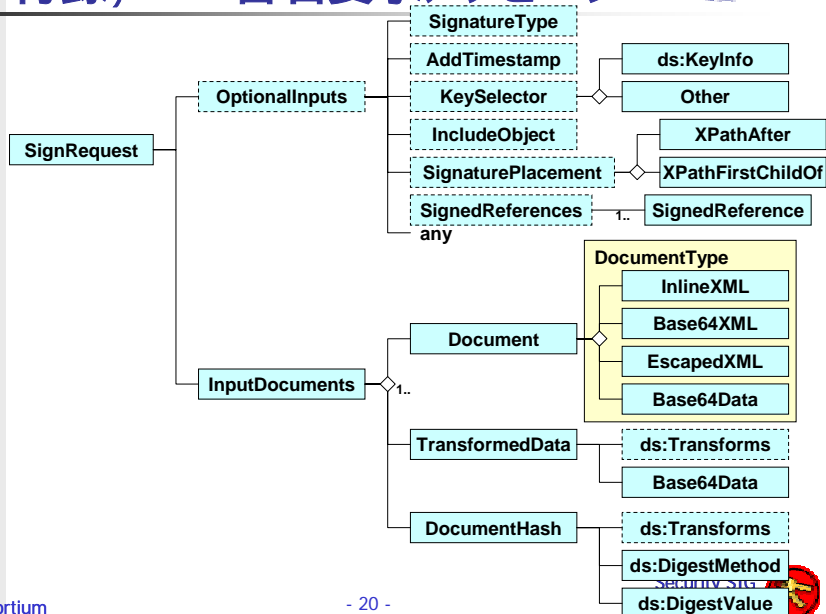 SignatureType
AddTimestamp
ds:KeyInfo
OptionalInputs
KeySelector
Other
IncludeObject
XPathAfter
SignRequest
SignaturePlacement
XPathFirstChildOf
SignedReferences
1..
SignedReference
any
DocumentType
InlineXML
Base64XML
Document
EscapedXML
InputDocuments
1..
Base64Data
TransformedData
ds:Transforms
Base64Data
DocumentHash
ds:Transforms
ds:DigestMethod
Security SIG
ds:DigestValue
- 20 -